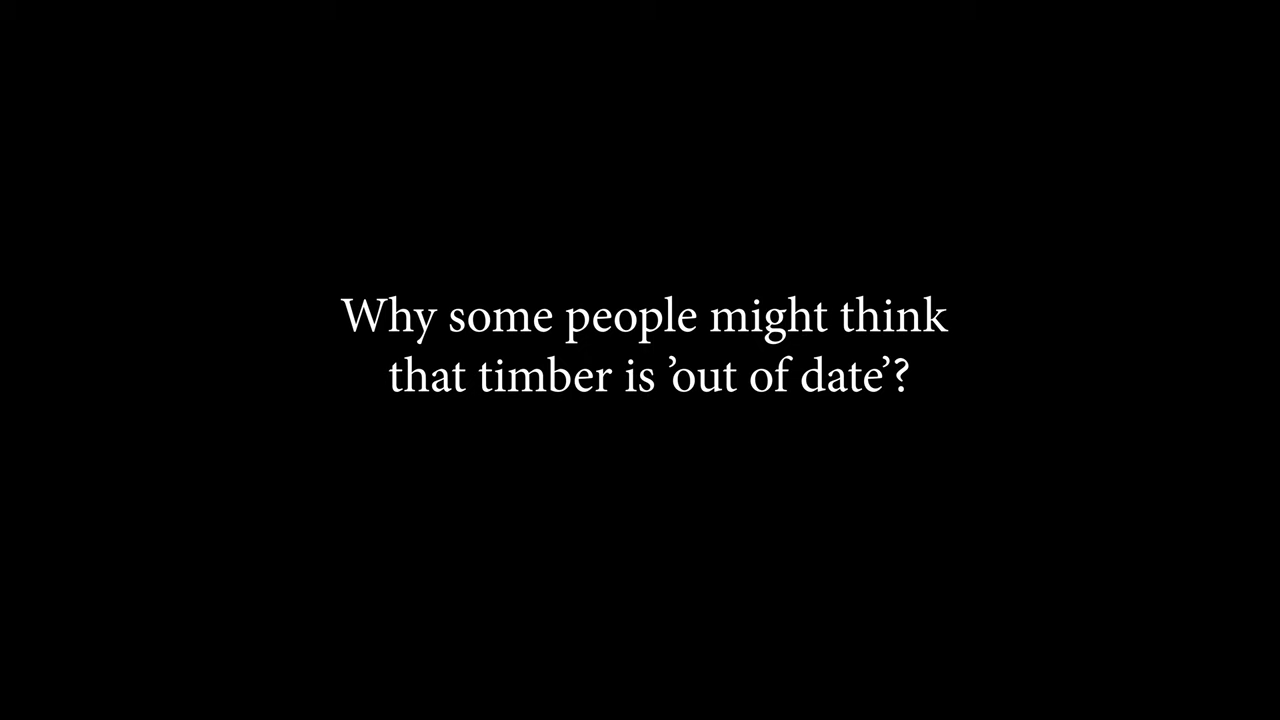 Why some people might think
that timber is ’out of date’?